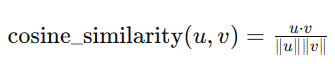 cosine_similarity(u, v) = u·v / ‖u‖‖v‖